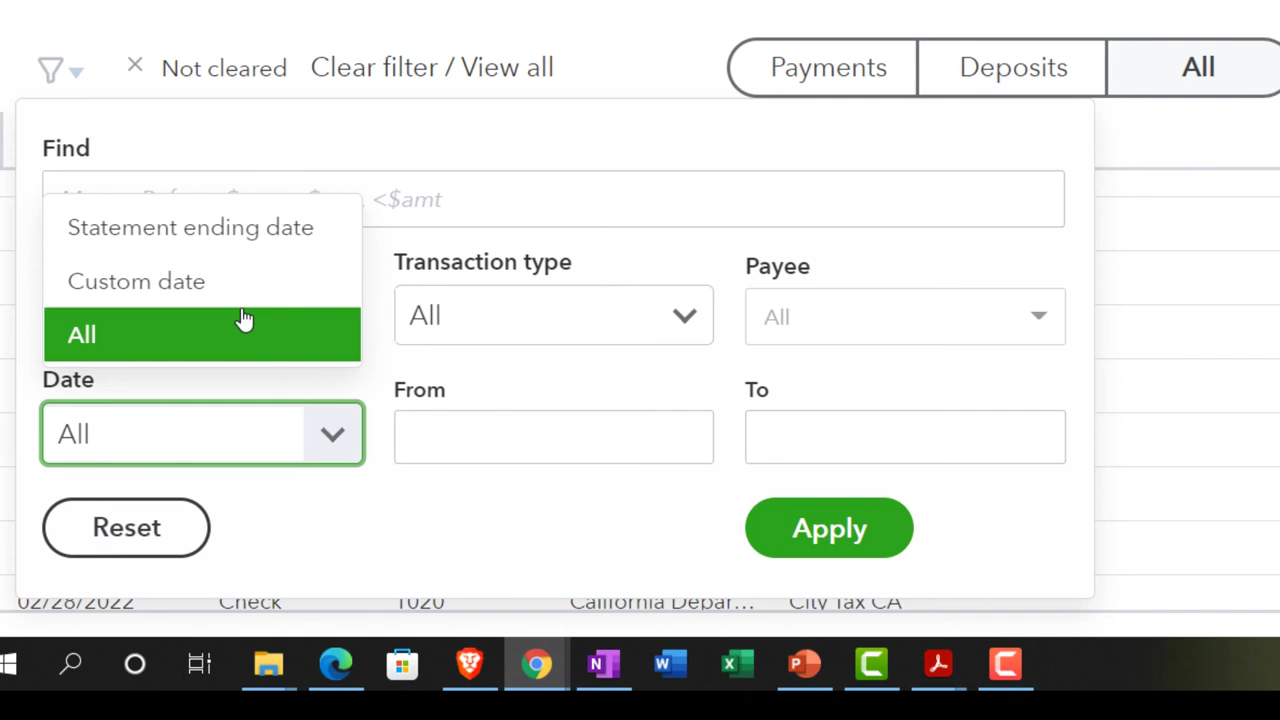 Not cleared Clear filter / View all Payments Deposits All
Find
<$amt
Statement ending date
Custom date
All
Transaction type Payee
All All
Date From To
All
Reset Apply
02/28/2022 Check 1020 California Depar... City Tax CA